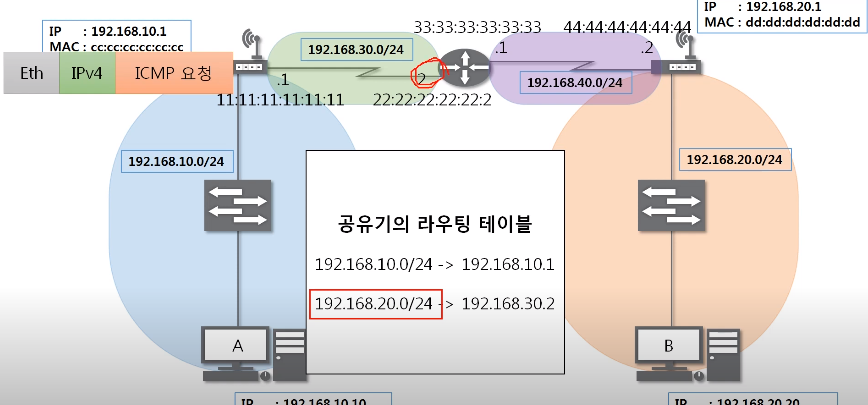 IP : 192.168.10.1
MAC : cc:cc:cc:cc:cc:cc
IP : 192.168.20.1
MAC : dd:dd:dd:dd:dd:dd
33:33:33:33:33:33
44:44:44:44:44:44
Eth
IPv4
ICMP 요청
192.168.30.0/24
.1
2
.1
.2
192.168.40.0/24
11:11:11:11:11:11
22:22:22:22:22:2
192.168.10.0/24
192.168.20.0/24
공유기의 라우팅 테이블
192.168.10.0/24 -> 192.168.10.1
192.168.20.0/24 -> 192.168.30.2
A
B
IP : 192.168.10.10
IP : 192.168.20.20